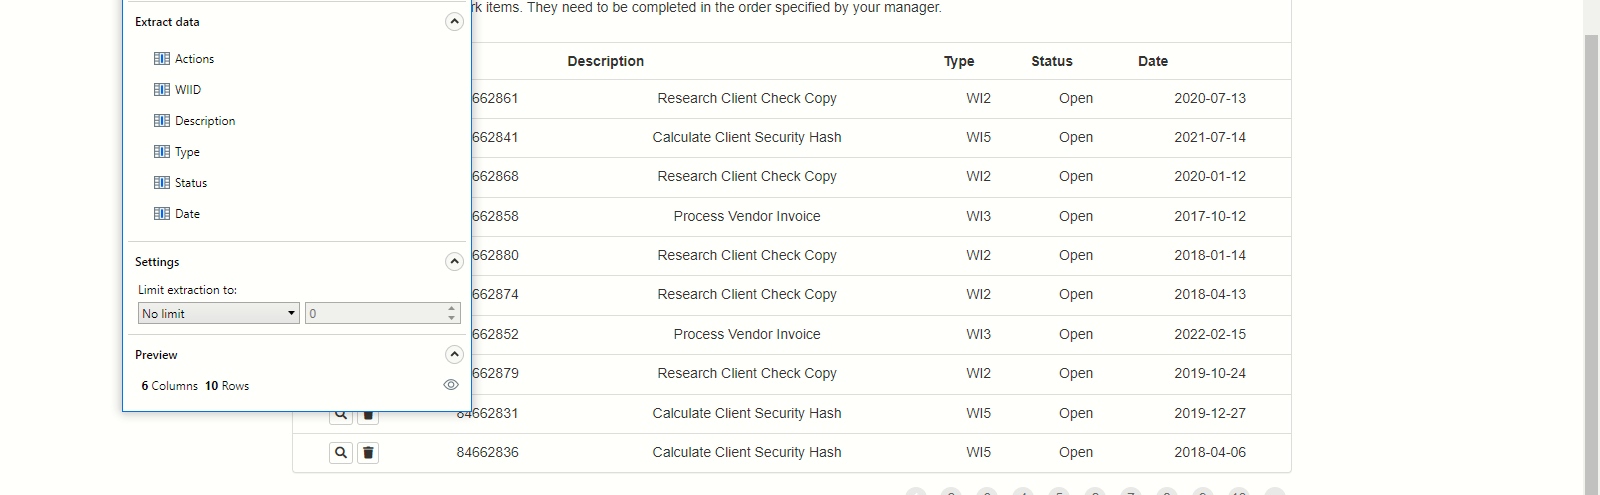 rk items. They need to be completed in the order specified by your manager.
Extract data
Actions
WIID
Description
Type
Status
Date
Settings
Limit extraction to:
No limit 0
Preview
6 Columns 10 Rows
Description Type Status Date
662861 Research Client Check Copy WI2 Open 2020-07-13
662841 Calculate Client Security Hash WI5 Open 2021-07-14
662868 Research Client Check Copy WI2 Open 2020-01-12
662858 Process Vendor Invoice WI3 Open 2017-10-12
662880 Research Client Check Copy WI2 Open 2018-01-14
662874 Research Client Check Copy WI2 Open 2018-04-13
662852 Process Vendor Invoice WI3 Open 2022-02-15
662879 Research Client Check Copy WI2 Open 2019-10-24
84662831 Calculate Client Security Hash WI5 Open 2019-12-27
84662836 Calculate Client Security Hash WI5 Open 2018-04-06